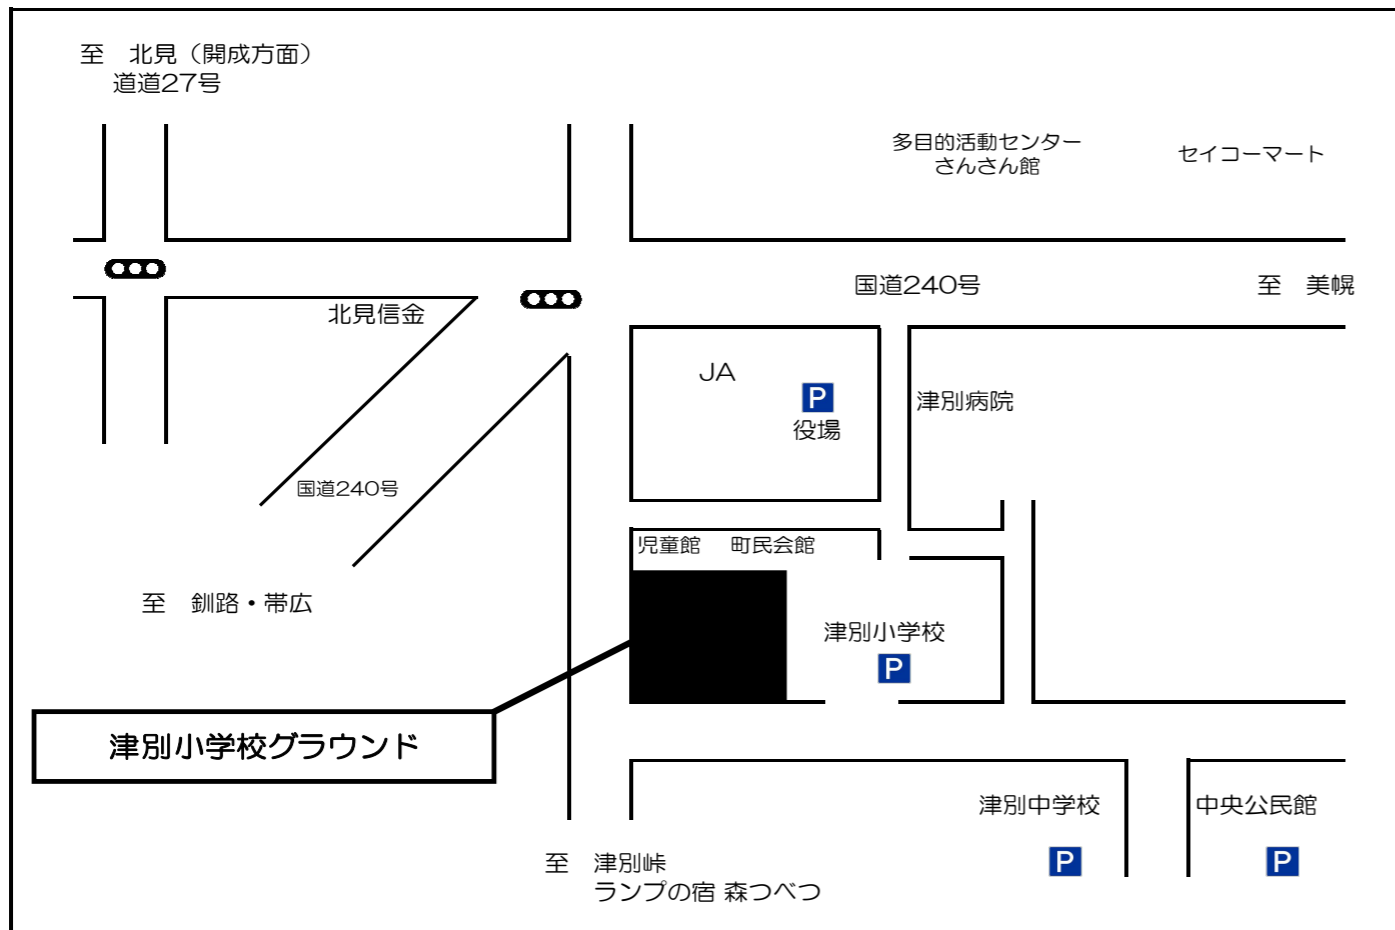 至　北見（開成方面）
道道27号
多目的活動センター
さんさん館
セイコーマート
国道240号
至　美幌
北見信金
JA
P
役場
津別病院
国道240号
児童館
町民会館
至　釧路・帯広
津別小学校
P
津別小学校グラウンド
津別中学校
P
中央公民館
P
至　津別峠
ランプの宿 森つべつ